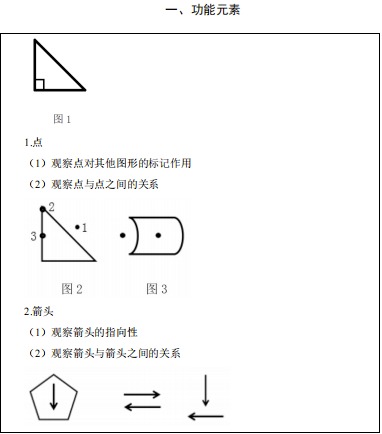 一、功能元素
图 1
1.点
（1）观察点对其他图形的标记作用
（2）观察点与点之间的关系
2
1
3
图 2
图 3
2.箭头
（1）观察箭头的指向性
（2）观察箭头与箭头之间的关系